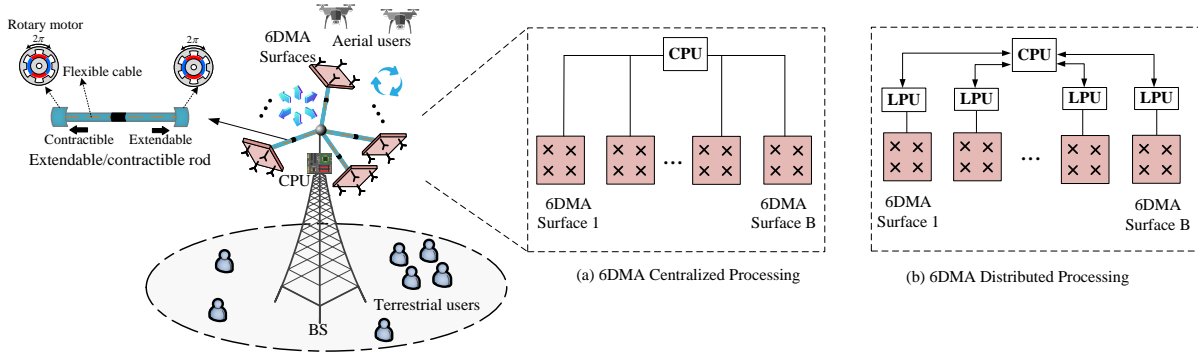 Rotary motor
2π
2π
Flexible cable
Contractible
Extendable
Extendable/contractible rod
6DMA
Surfaces
Aerial users
CPU
Terrestrial users
BS
CPU
6DMA
Surface 1
6DMA
Surface B
(a) 6DMA Centralized Processing
CPU
LPU
LPU
LPU
LPU
6DMA
Surface 1
6DMA
Surface B
(b) 6DMA Distributed Processing